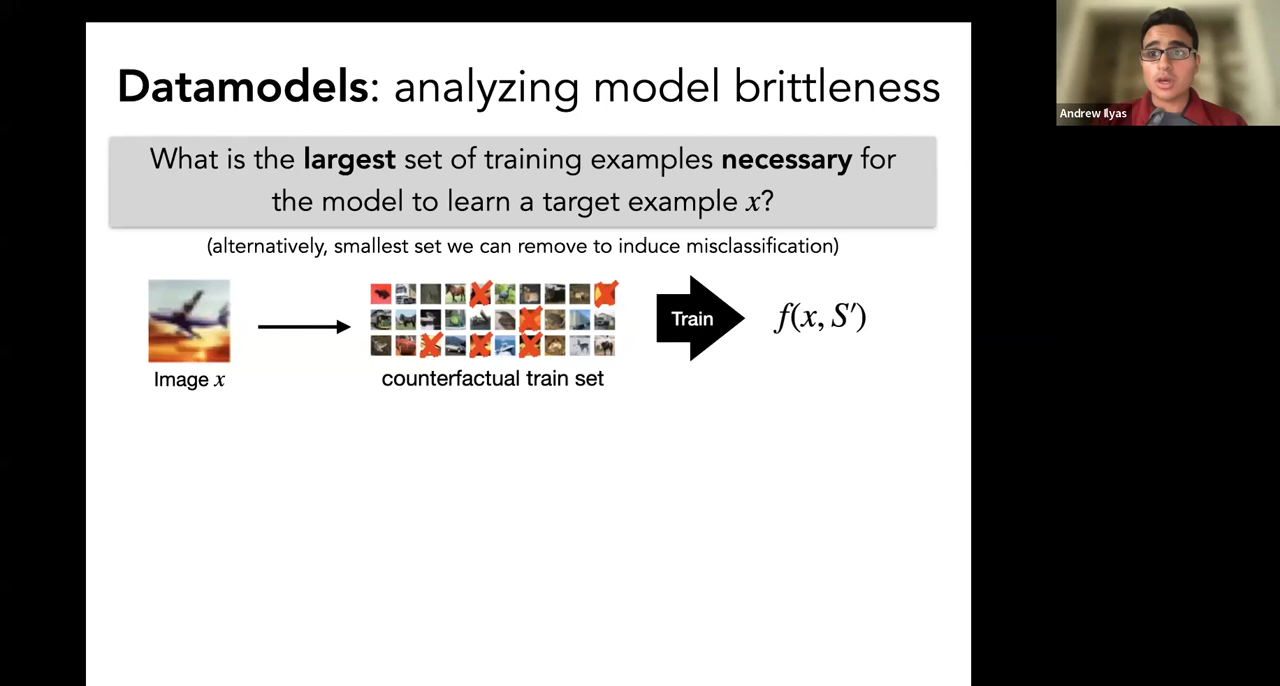 Datamodels: analyzing model brittleness
What is the largest set of training examples necessary for
the model to learn a target example x?
(alternatively, smallest set we can remove to induce misclassification)
Train
f(x, S′)
Image x
counterfactual train set
Andrew Ilyas